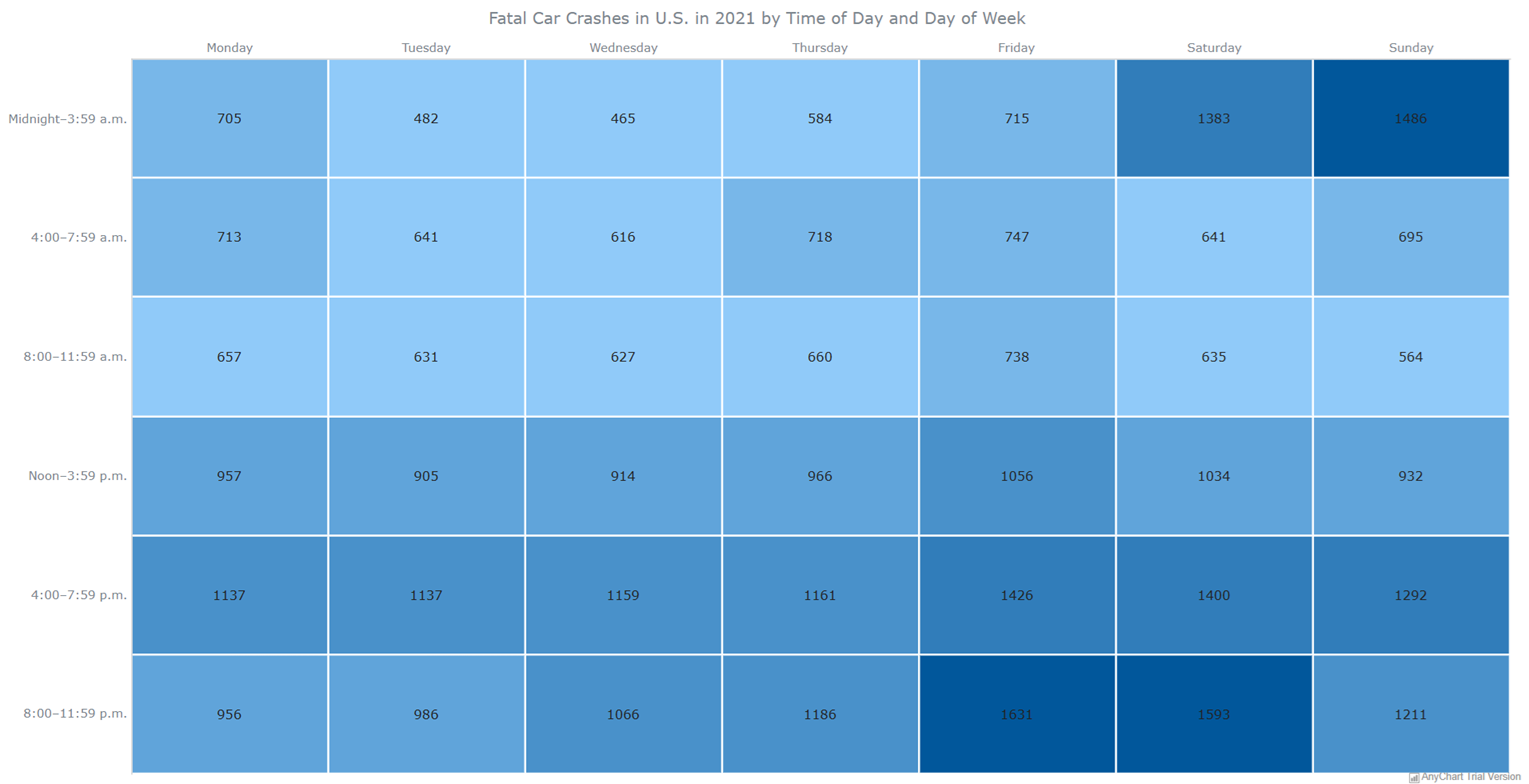 Fatal Car Crashes in U.S. in 2021 by Time of Day and Day of Week
Monday Tuesday Wednesday Thursday Friday Saturday Sunday
Midnight–3:59 a.m. 705 482 465 584 715 1383 1486
4:00–7:59 a.m. 713 641 616 718 747 641 695
8:00–11:59 a.m. 657 631 627 660 738 635 564
Noon–3:59 p.m. 957 905 914 966 1056 1034 932
4:00–7:59 p.m. 1137 1137 1159 1161 1426 1400 1292
8:00–11:59 p.m. 956 986 1066 1186 1631 1593 1211
AnyChart Trial Version